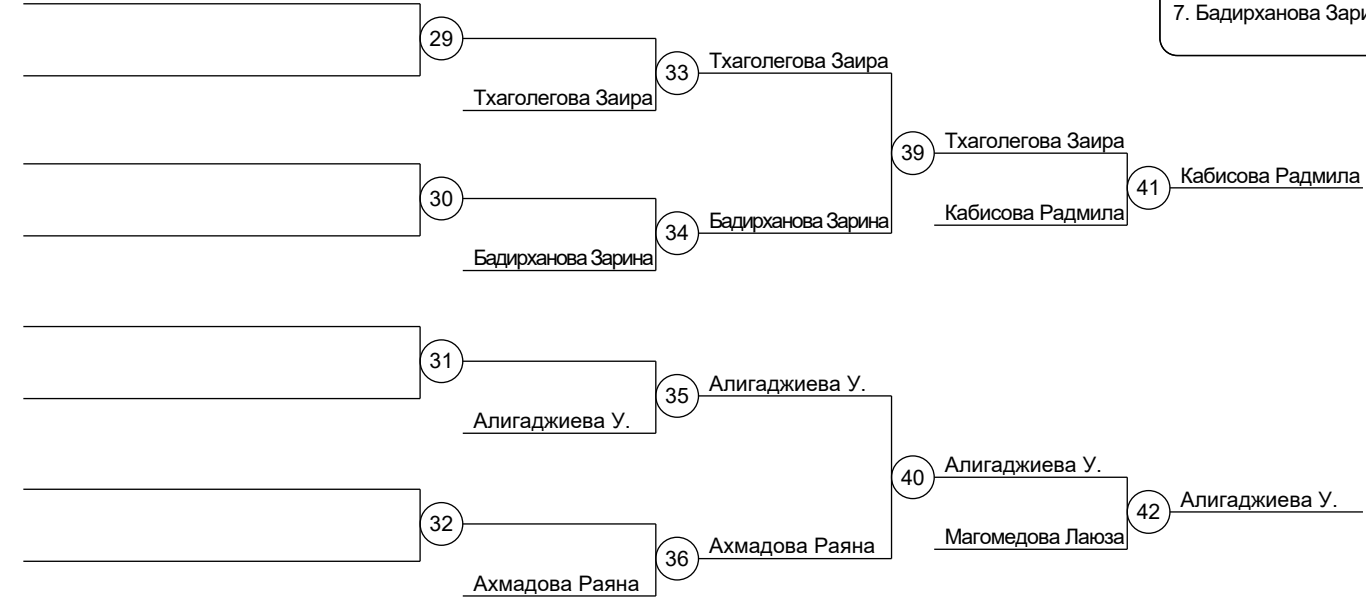 7. Бадирханова Зари
29
33
Тхаголегова Заира
Тхаголегова Заира
39
Тхаголегова Заира
41
Кабисова Радмила
30
Кабисова Радмила
34
Бадирханова Зарина
Бадирханова Зарина
31
35
Алигаджиева У.
Алигаджиева У.
40
Алигаджиева У.
42
Алигаджиева У.
32
Магомедова Лаюза
36
Ахмадова Раяна
Ахмадова Раяна